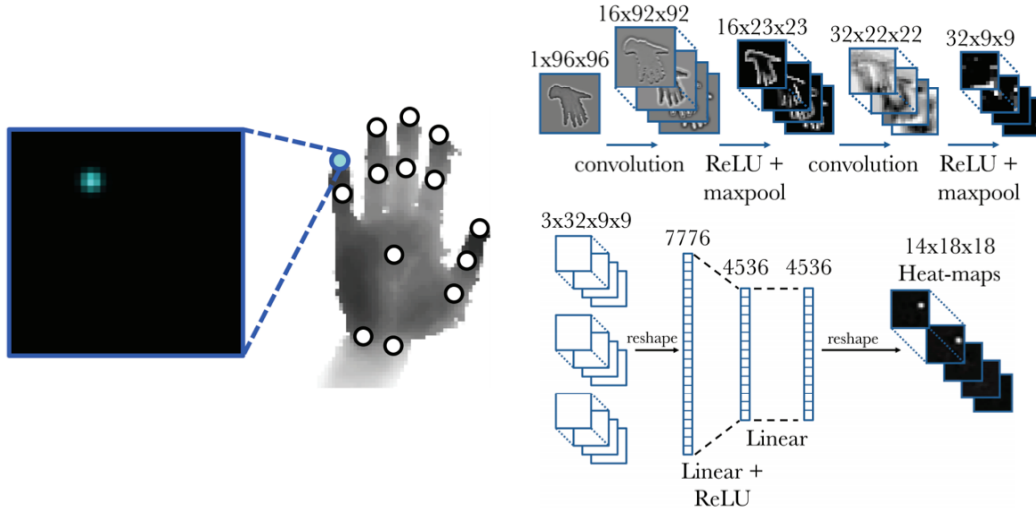 16x92x92
16x23x23
32x22x22
32x9x9
1x96x96
convolution
ReLU +
maxpool
convolution
ReLU +
maxpool
3x32x9x9
7776
4536
4536
14x18x18
Heat-maps
reshape
reshape
Linear
Linear +
ReLU